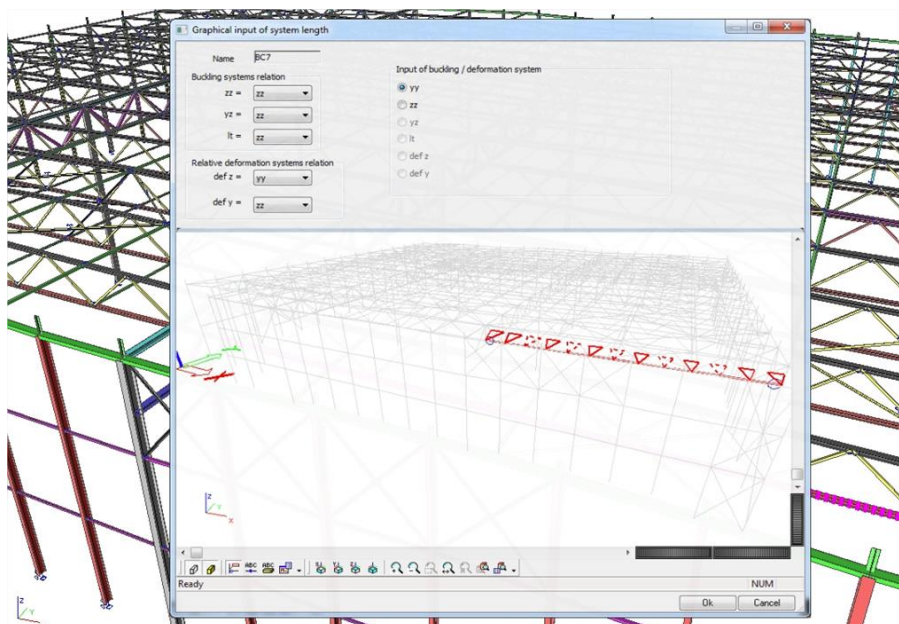 Graphical input of system length
Name BC7
Buckling systems relation
zz = zz
yz = zz
lt = zz
Relative deformation systems relation
def z = yy
def y = zz
Input of buckling / deformation system
yy
zz
yz
lt
def z
def y
Z
Y
X
ABC ABC
Ready NUM
Ok Cancel
Z
Y